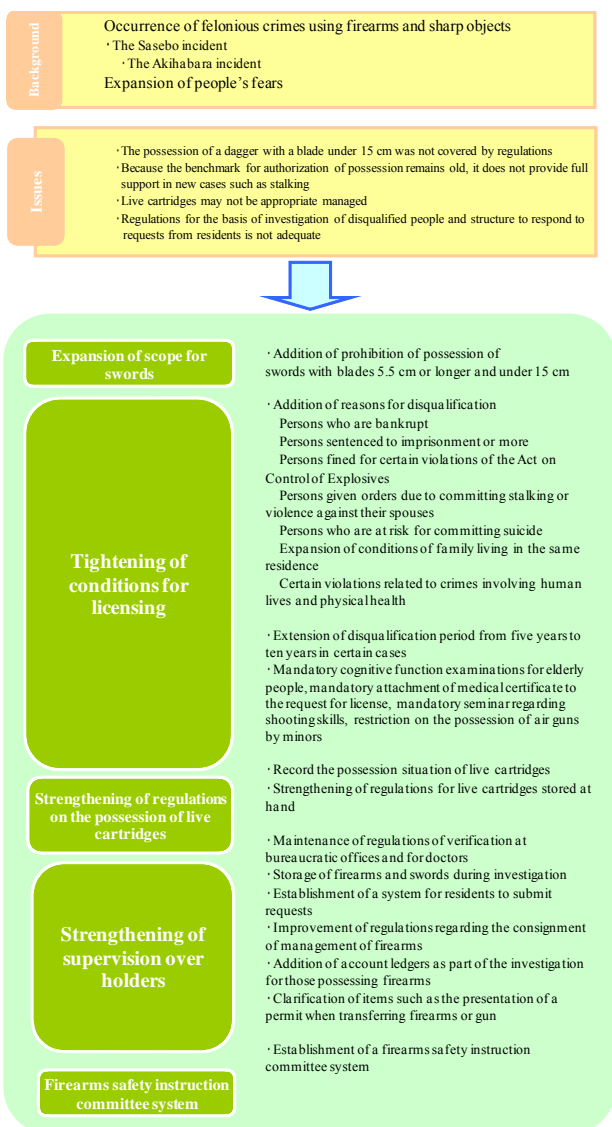 Background
Occurrence of felonious crimes using firearms and sharp objects
・The Sasebo incident
・The Akihabara incident
Expansion of people's fears
Issues
・The possession of a dagger with a blade under 15 cm was not covered by regulations
・Because the benchmark for authorization of possession remains old, it does not provide full
support in new cases such as stalking
・Live cartridges may not be appropriate managed
・Regulations for the basis of investigation of disqualified people and structure to respond to
requests from residents is not adequate
Expansion of scope for
swords
・Addition of prohibition of possession of
swords with blades 5.5 cm or longer and under 15 cm
Tightening of
conditions for
licensing
・Addition of reasons for disqualification
Persons who are bankrupt
Persons sentenced to imprisonment or more
Persons fined for certain violations of the Act on
Control of Explosives
Persons given orders due to committing stalking or
violence against their spouses
Persons who are at risk for committing suicide
Expansion of conditions of family living in the same
residence
Certain violations related to crimes involving human
lives and physical health
・Extension of disqualification period from five years to
ten years in certain cases
・Mandatory cognitive function examinations for elderly
people, mandatory attachment of medical certificate to
the request for license, mandatory seminar regarding
shooting skills, restriction on the possession of air guns
by minors
Strengthening of regulations
on the possession of live
cartridges
・Record the possession situation of live cartridges
・Strengthening of regulations for live cartridges stored at
hand
Strengthening of
supervision over
holders
・Maintenance of regulations of verification at
bureaucratic offices and for doctors
・Storage of firearms and swords during investigation
・Establishment of a system for residents to submit
requests
・Improvement of regulations regarding the consignment
of management of firearms
・Addition of account ledgers as part of the investigation
for those possessing firearms
・Clarification of items such as the presentation of a
permit when transferring firearms or gun
Firearms safety instruction
committee system
・Establishment of a firearms safety instruction
committee system